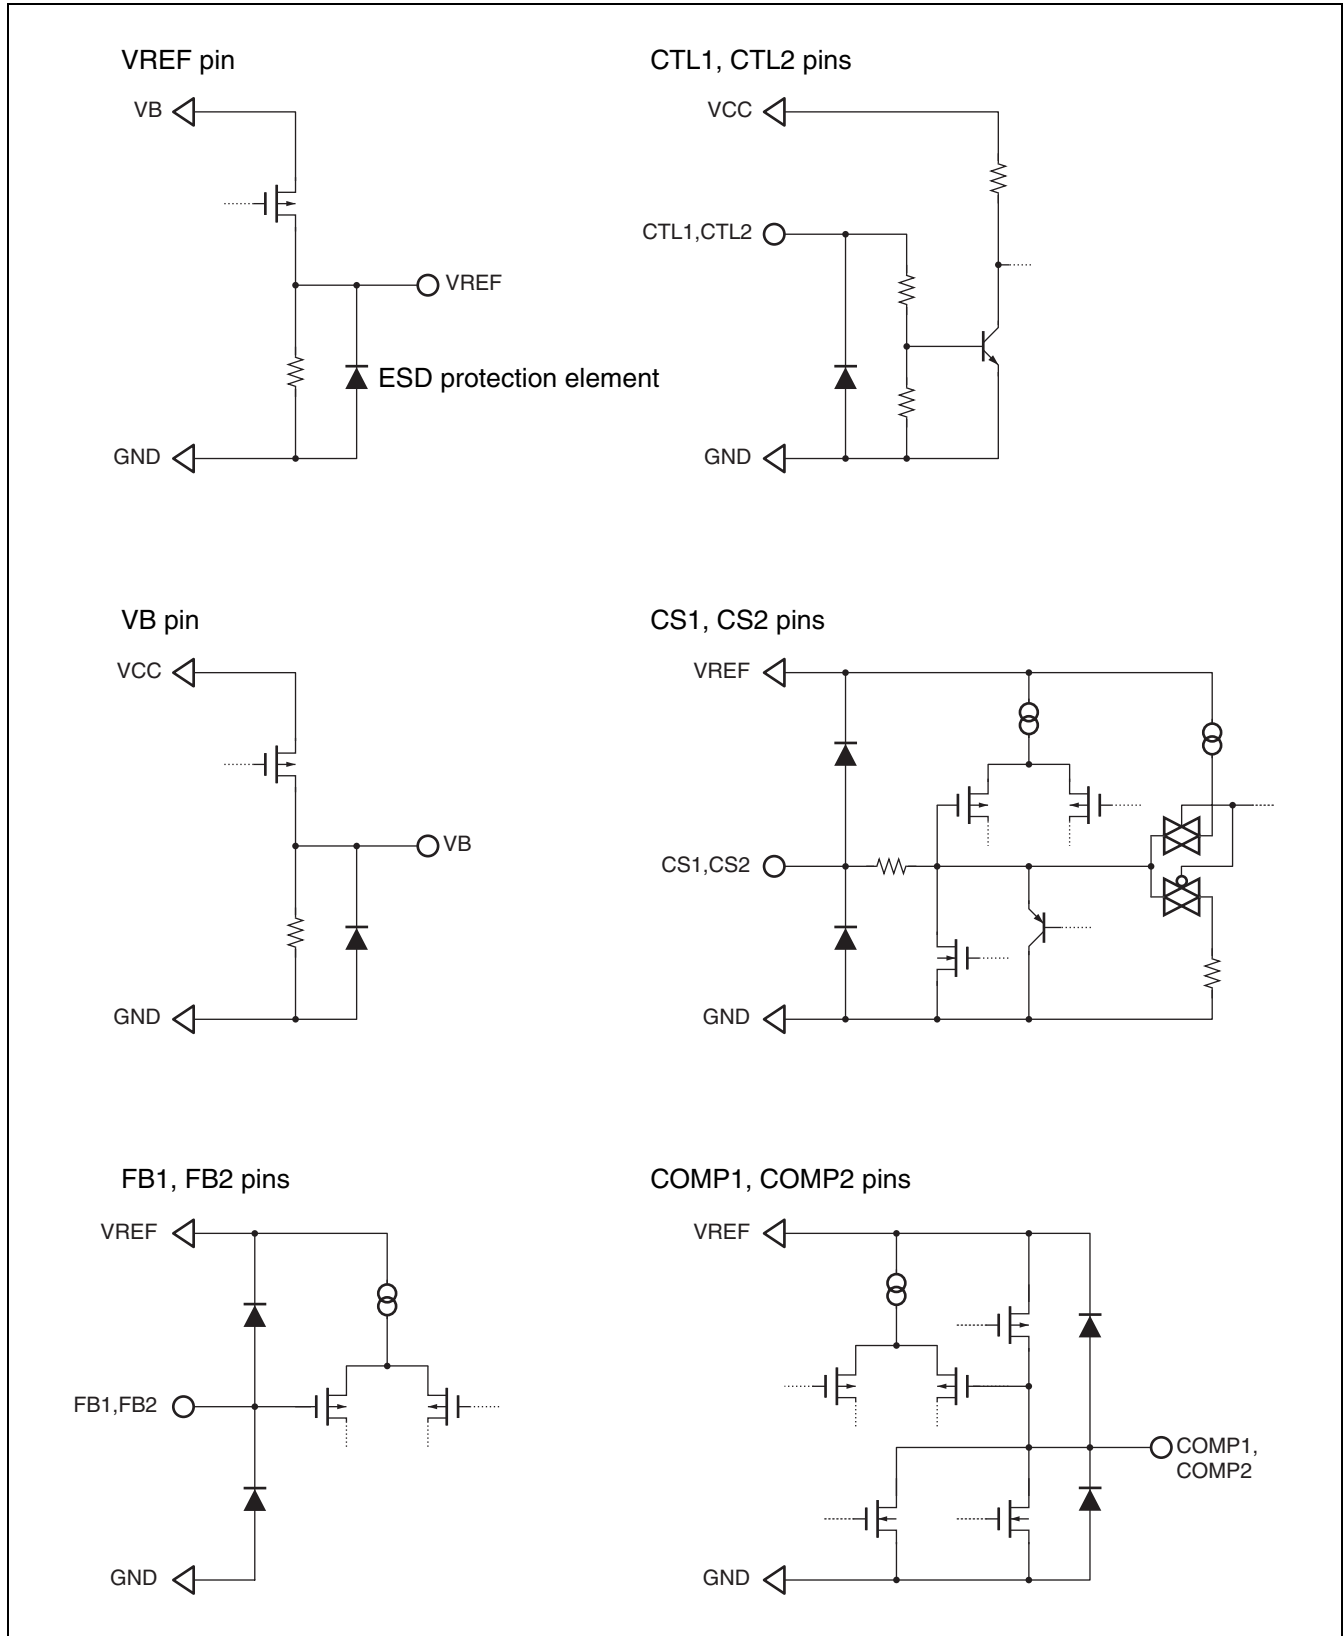 VREF pin
VB
VREF
ESD protection element
GND
CTL1, CTL2 pins
VCC
CTL1,CTL2
GND
VB pin
VCC
VB
GND
CS1, CS2 pins
VREF
CS1,CS2
GND
FB1, FB2 pins
VREF
FB1,FB2
GND
COMP1, COMP2 pins
VREF
COMP1,
COMP2
GND